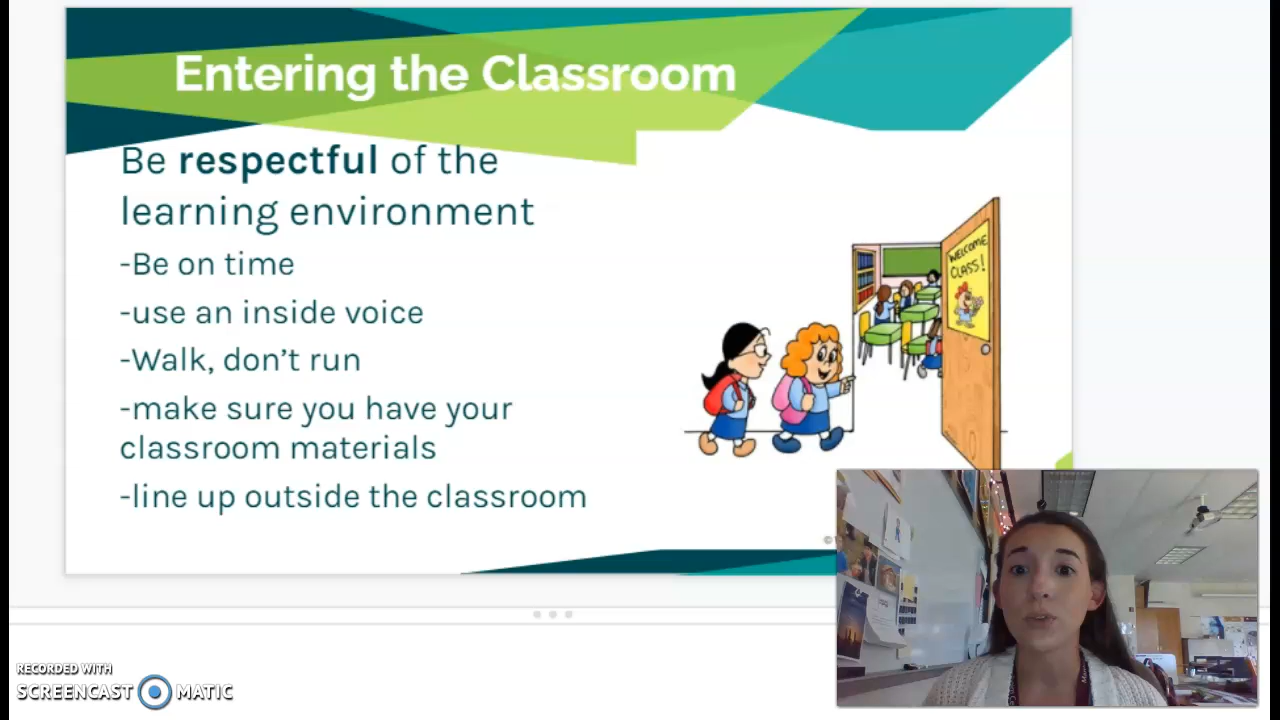 Entering the Classroom
Be respectful of the
learning environment
-Be on time
-use an inside voice
-Walk, don't run
-make sure you have your
classroom materials
-line up outside the classroom
WELCOME
CLASS!
RECORDED WITH
SCREENCAST MATIC